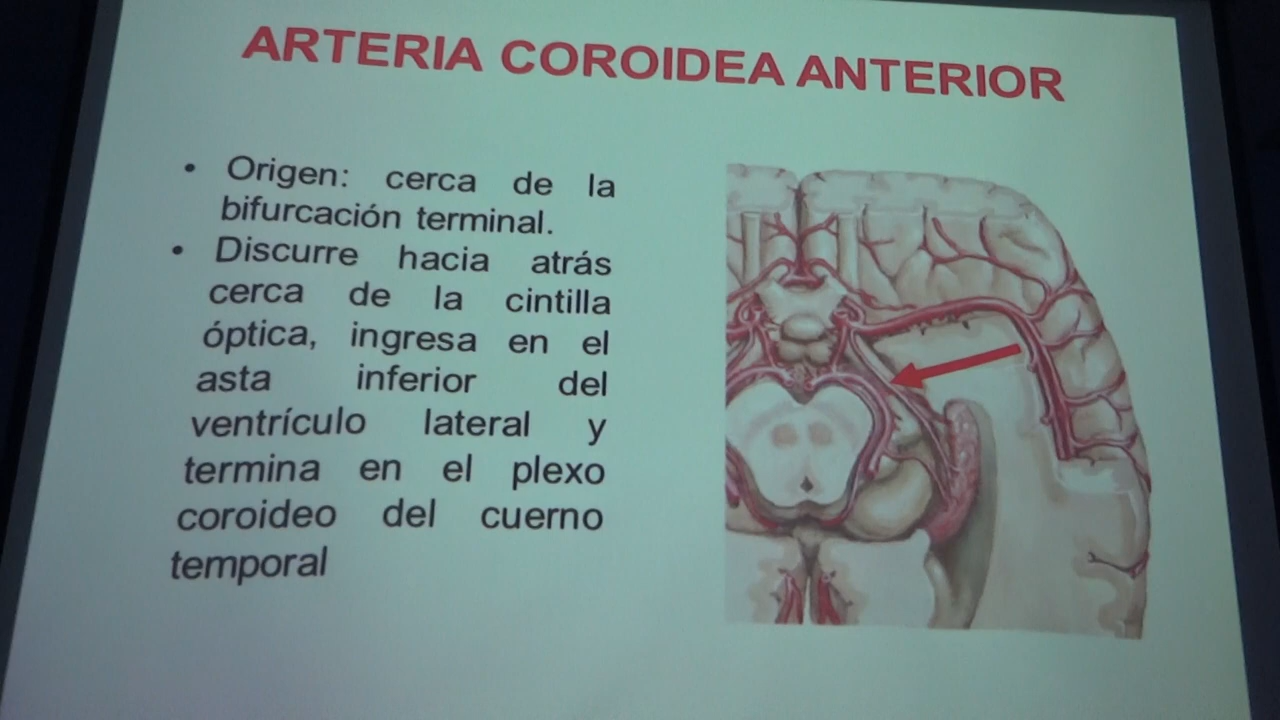 ARTERIA COROIDEA ANTERIOR
• Origen: cerca de la
bifurcación terminal.
• Discurre hacia atrás
cerca de la cintilla
óptica, ingresa en el
asta inferior del
ventrículo lateral y
termina en el plexo
coroideo del cuerno
temporal